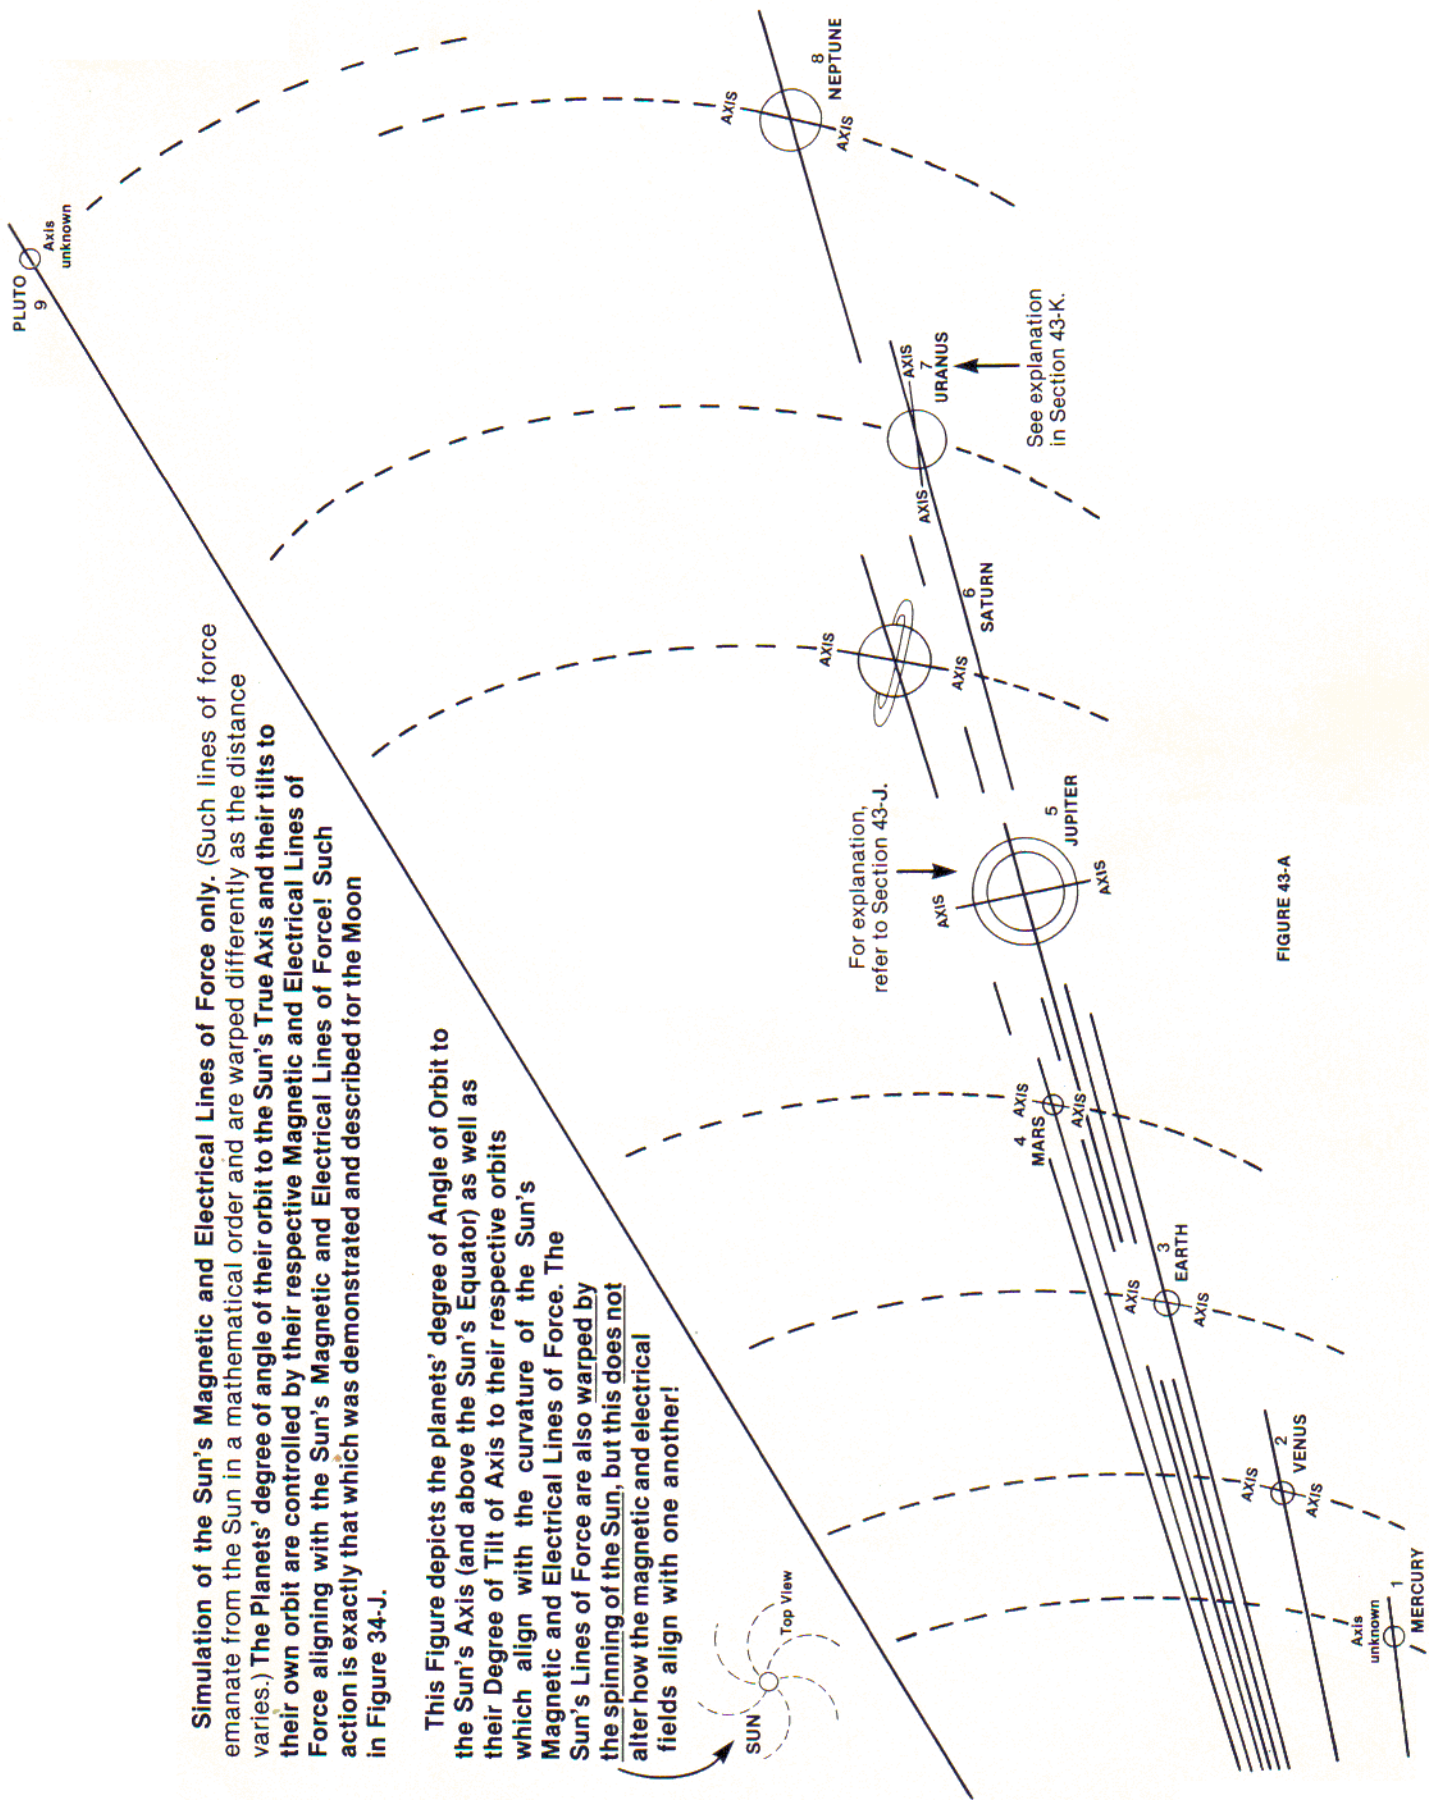 Simulation of the Sun's Magnetic and Electrical Lines of Force only. (Such lines of force
emanate from the Sun in a mathematical order and are warped differently as the distance
varies.) The Planets' degree of angle of their orbit to the Sun's True Axis and their tilts to
their own orbit are controlled by their respective Magnetic and Electrical Lines of
Force aligning with the Sun's Magnetic and Electrical Lines of Force! Such
action is exactly that which was demonstrated and described for the Moon
in Figure 34-J.
This Figure depicts the planets' degree of Angle of Orbit to
the Sun's Axis (and above the Sun's Equator) as well as
their Degree of Tilt of Axis to their respective orbits
which align with the curvature of the Sun's
Magnetic and Electrical Lines of Force. The
Sun's Lines of Force are also warped by
the spinning of the Sun, but this does not
alter how the magnetic and electrical
fields align with one another!
SUN
Top View
PLUTO
9
Axis
unknown
AXIS
AXIS
8
NEPTUNE
AXIS
AXIS
7
URANUS
See explanation
in Section 43-K.
AXIS
AXIS
6
SATURN
For explanation,
refer to Section 43-J.
AXIS
AXIS
5
JUPITER
4
MARS
AXIS
AXIS
AXIS
AXIS
3
EARTH
AXIS
AXIS
2
VENUS
Axis
unknown
1
MERCURY
FIGURE 43-A